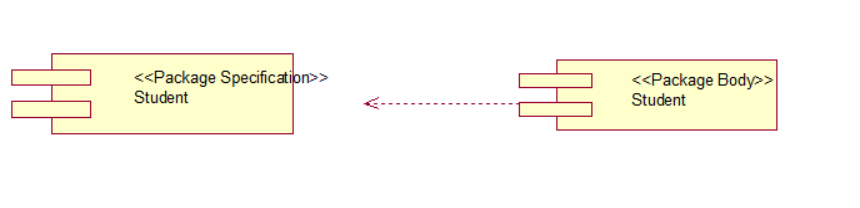 <<Package Specification>>
Student
<<Package Body>>
Student